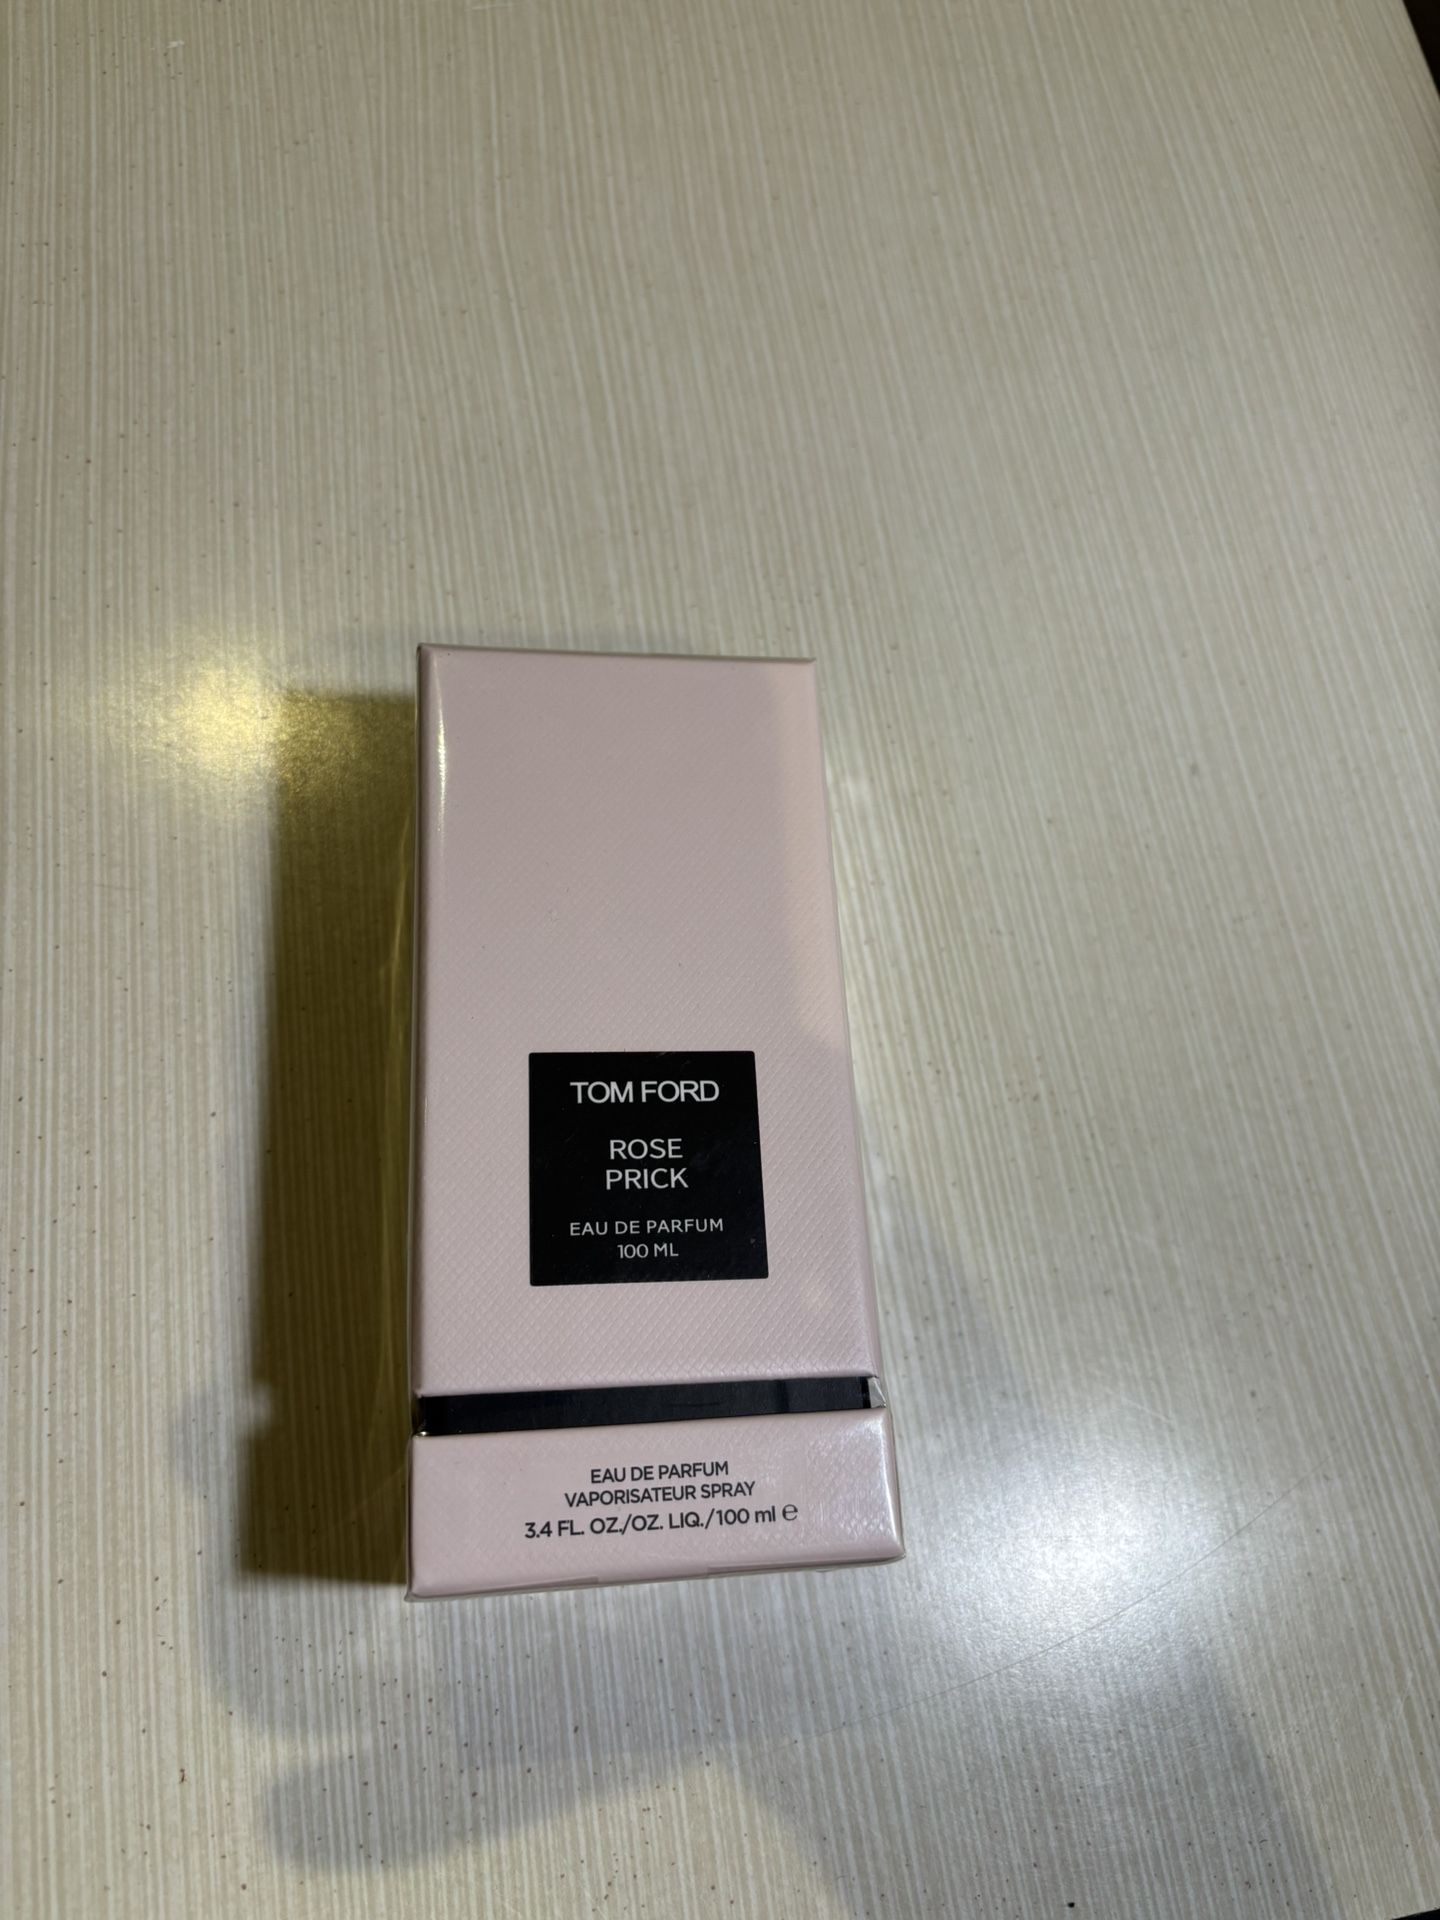 TOM FORD
ROSE
PRICK
EAU DE PARFUM
100 ML
EAU DE PARFUM
VAPORISATEUR SPRAY
3.4 FL. OZ./OZ. LIQ./100 ml ℮